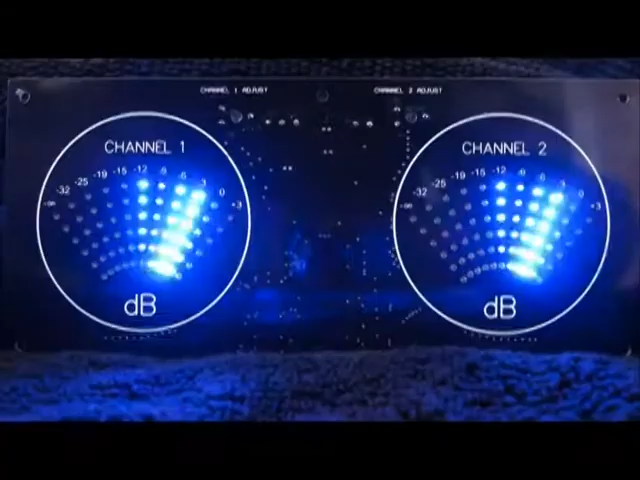 CHANNEL 1 ADJUST
CHANNEL 2 ADJUST
CHANNEL 1
-∞ -32 -25 -19 -15 -12 -9 -6 -3 0 +3
dB
CHANNEL 2
-∞ -32 -25 -19 -15 -12 -9 -6 -3 0 +3
dB